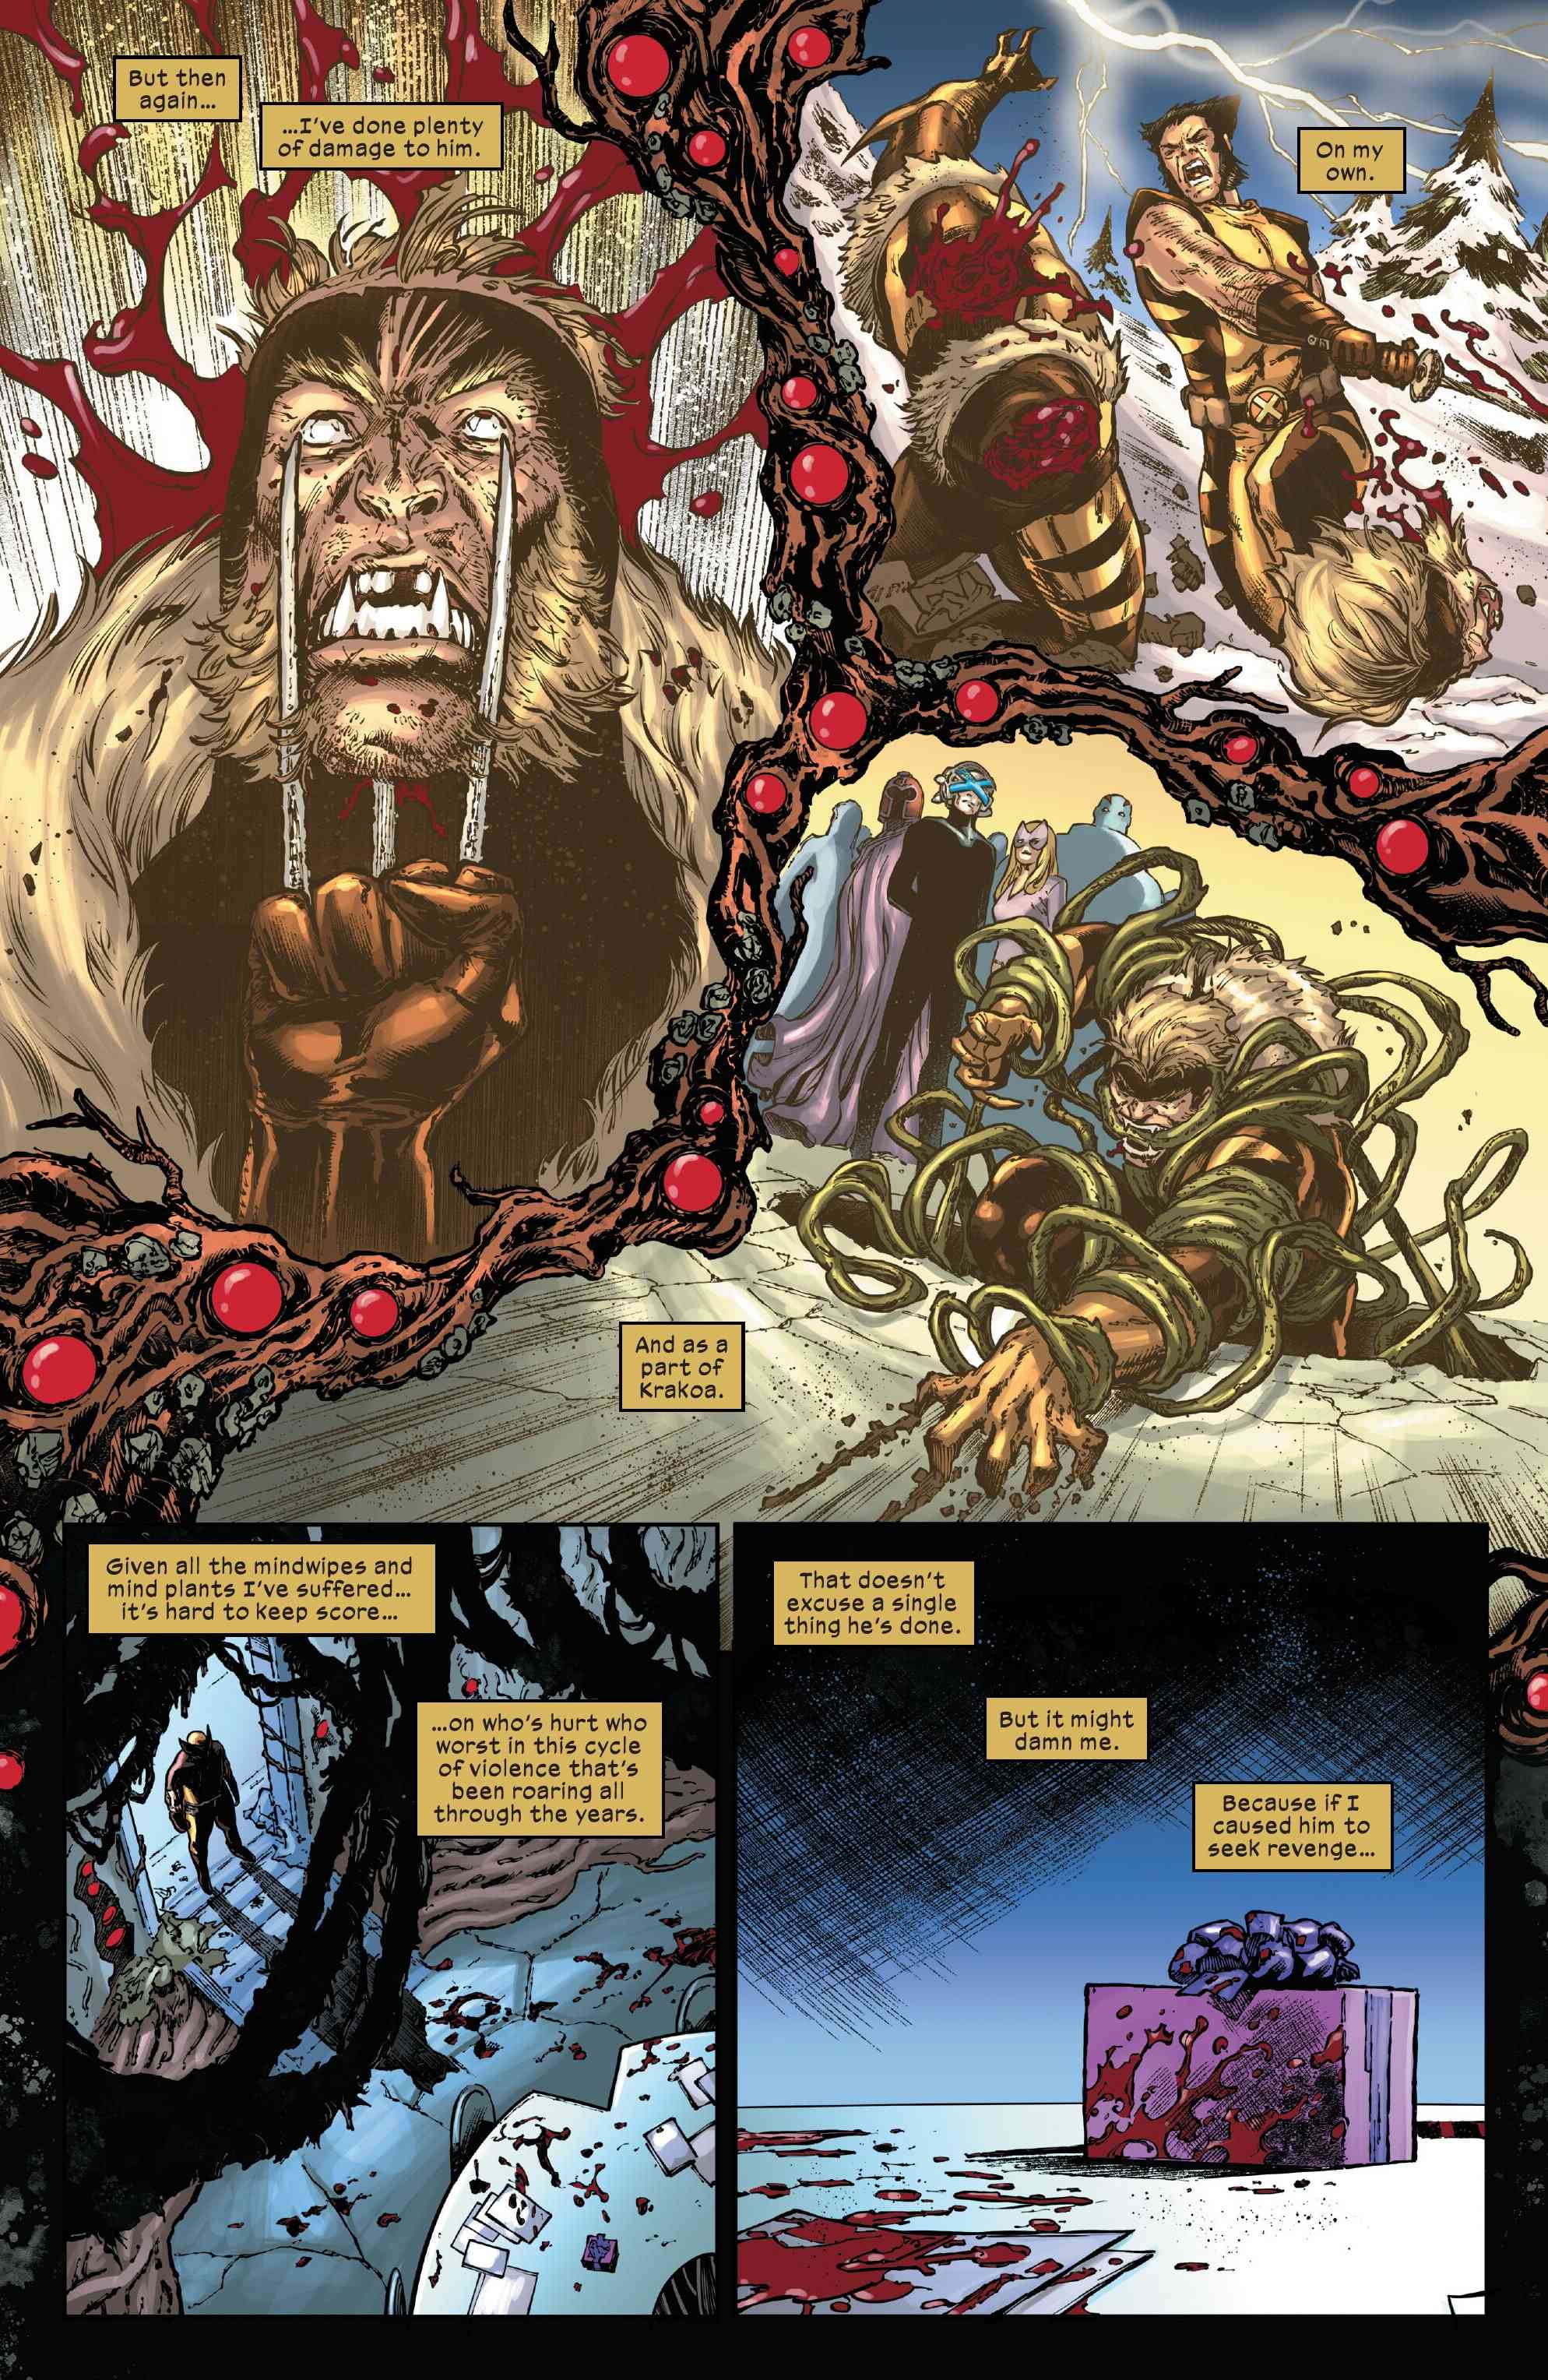 But then
again...
...I've done plenty
of damage to him.
On my
own.
And as a
part of
Krakoa.
Given all the mindwipes and
mind plants I've suffered...
it's hard to keep score...
...on who's hurt who
worst in this cycle
of violence that's
been roaring all
through the years.
That doesn't
excuse a single
thing he's done.
But it might
damn me.
Because if I
caused him to
seek revenge...